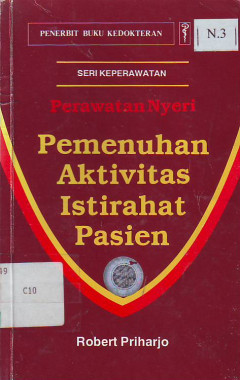 PENERBIT BUKU KEDOKTERAN
N.3
SERI KEPERAWATAN
Perawatan Nyeri
Pemenuhan
Aktivitas
Istirahat
Pasien
C10
Robert Priharjo